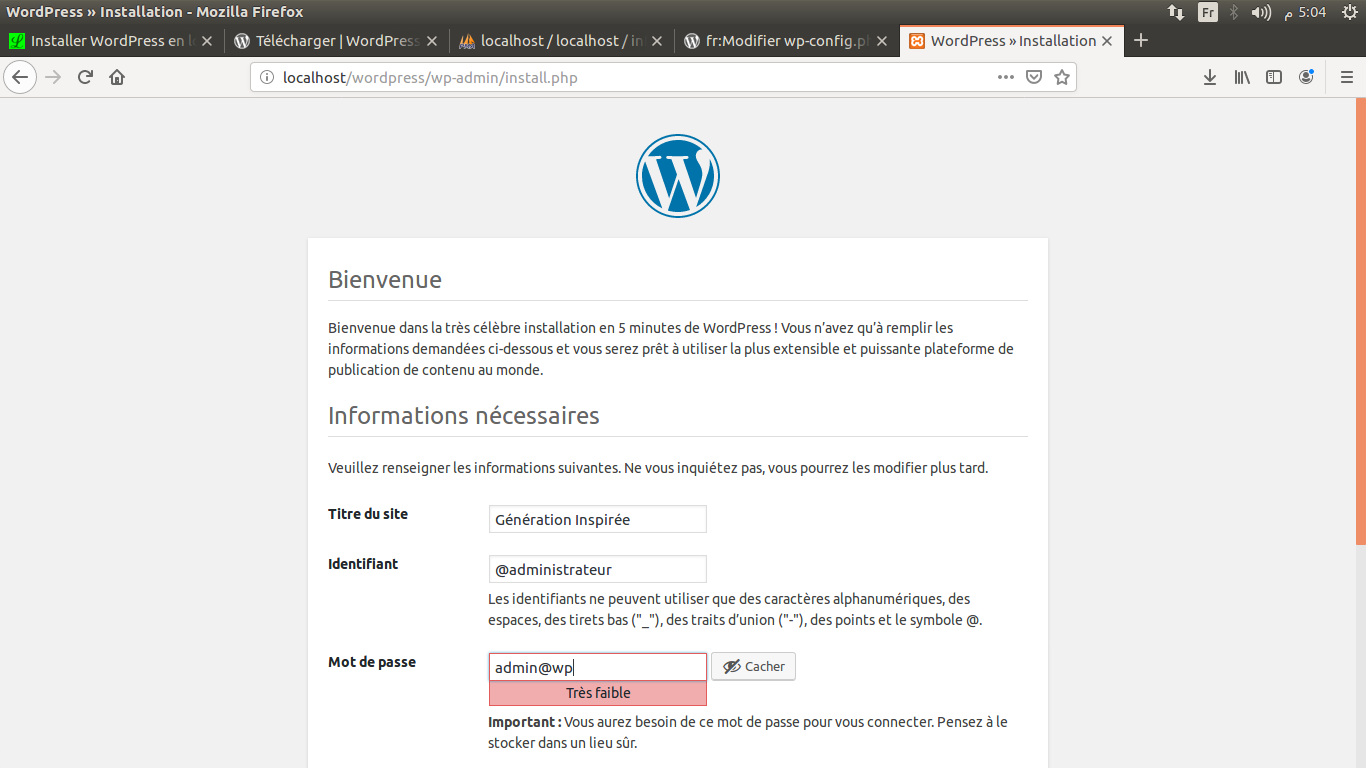 WordPress » Installation - Mozilla Firefox
Fr
5:04 م
Installer WordPress en l
Télécharger | WordPress
localhost / localhost / in
fr:Modifier wp-config.p
WordPress » Installation
localhost/wordpress/wp-admin/install.php
Bienvenue
Bienvenue dans la très célèbre installation en 5 minutes de WordPress ! Vous n’avez qu’à remplir les
informations demandées ci-dessous et vous serez prêt à utiliser la plus extensible et puissante plateforme de
publication de contenu au monde.
Informations nécessaires
Veuillez renseigner les informations suivantes. Ne vous inquiétez pas, vous pourrez les modifier plus tard.
Titre du site
Génération Inspirée
Identifiant
@administrateur
Les identifiants ne peuvent utiliser que des caractères alphanumériques, des
espaces, des tirets bas ("_"), des traits d’union ("-"), des points et le symbole @.
Mot de passe
admin@wp
Cacher
Très faible
Important : Vous aurez besoin de ce mot de passe pour vous connecter. Pensez à le
stocker dans un lieu sûr.